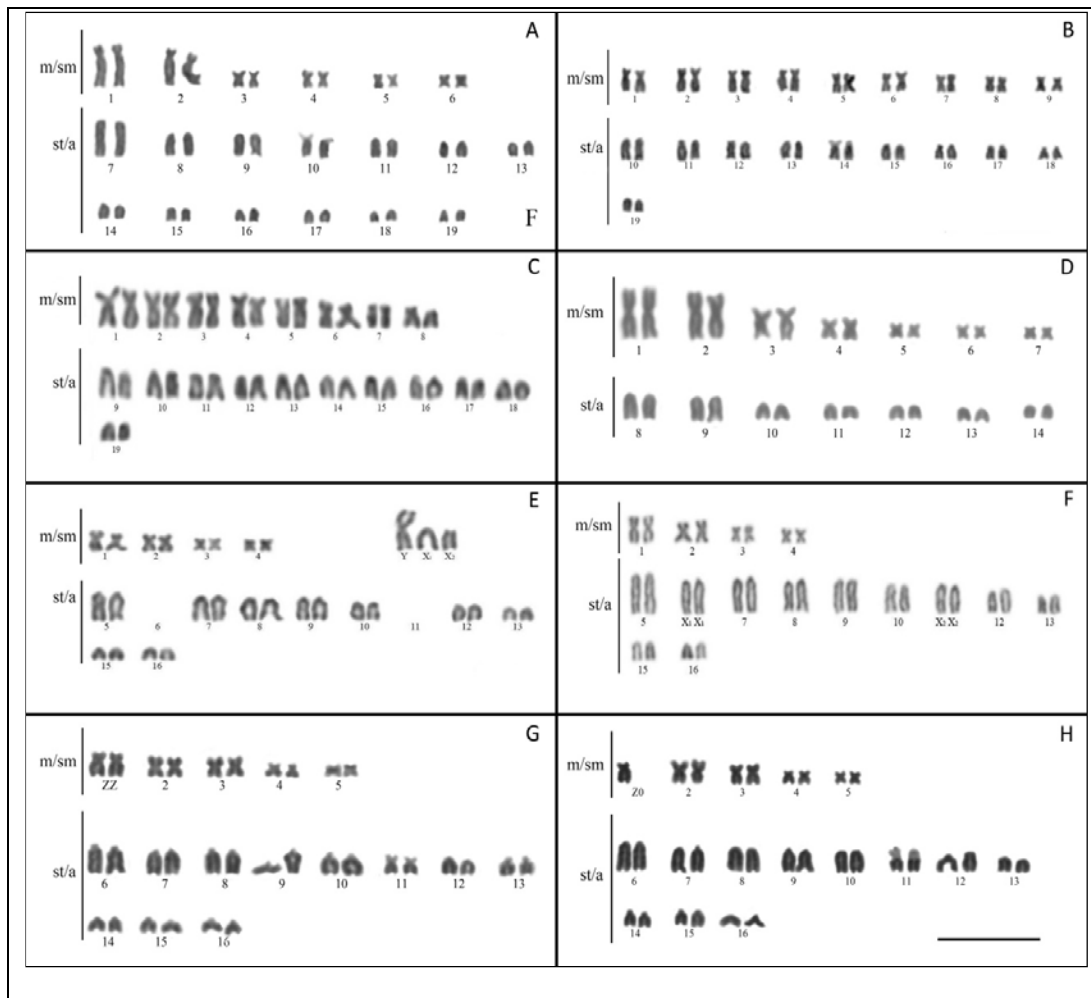 A
m/sm
1 2 3 4 5 6
st/a
7 8 9 10 11 12 13
14 15 16 17 18 19 F
B
m/sm
1 2 3 4 5 6 7 8 9
st/a
10 11 12 13 14 15 16 17 18
19
C
m/sm
1 2 3 4 5 6 7 8
st/a
9 10 11 12 13 14 15 16 17 18
19
D
m/sm
1 2 3 4 5 6 7
st/a
8 9 10 11 12 13 14
E
m/sm
1 2 3 4 Y X₁ X₂
st/a
5 6 7 8 9 10 11 12 13
15 16
F
m/sm
1 2 3 4
st/a
5 X₁ X₁ 7 8 9 10 X₂ X₂ 12 13
15 16
G
m/sm
ZZ 2 3 4 5
st/a
6 7 8 9 10 11 12 13
14 15 16
H
m/sm
Z0 2 3 4 5
st/a
6 7 8 9 10 11 12 13
14 15 16